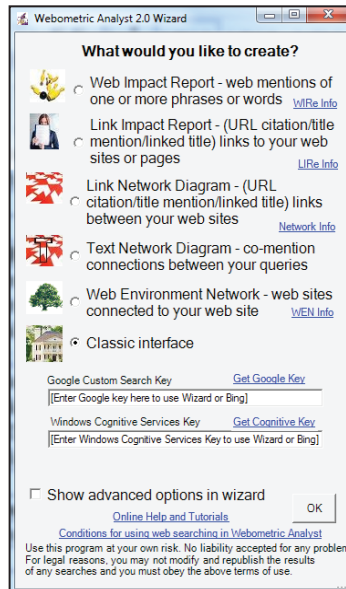 Webometric Analyst 2.0 Wizard
What would you like to create?
Web Impact Report - web mentions of
one or more phrases or words
WIRe Info
Link Impact Report - (URL citation/title
mention/linked title) links to your web
sites or pages
LIRe Info
Link Network Diagram - (URL
citation/title mention/linked title) links
between your web sites
Network Info
Text Network Diagram - co-mention
connections between your queries
Web Environment Network - web sites
connected to your web site
WEN Info
Classic interface
Google Custom Search Key
Get Google Key
[Enter Google key here to use Wizard or Bing]
Windows Cognitive Services Key
Get Cognitive Key
[Enter Windows Cognitive Services Key to use Wizard or Bing]
Show advanced options in wizard
OK
Online Help and Tutorials
Conditions for using web searching in Webometric Analyst
Use this program at your own risk. No liability accepted for any problem
For legal reasons, you may not modify and republish the results
of any searches and you must obey the above terms of use.